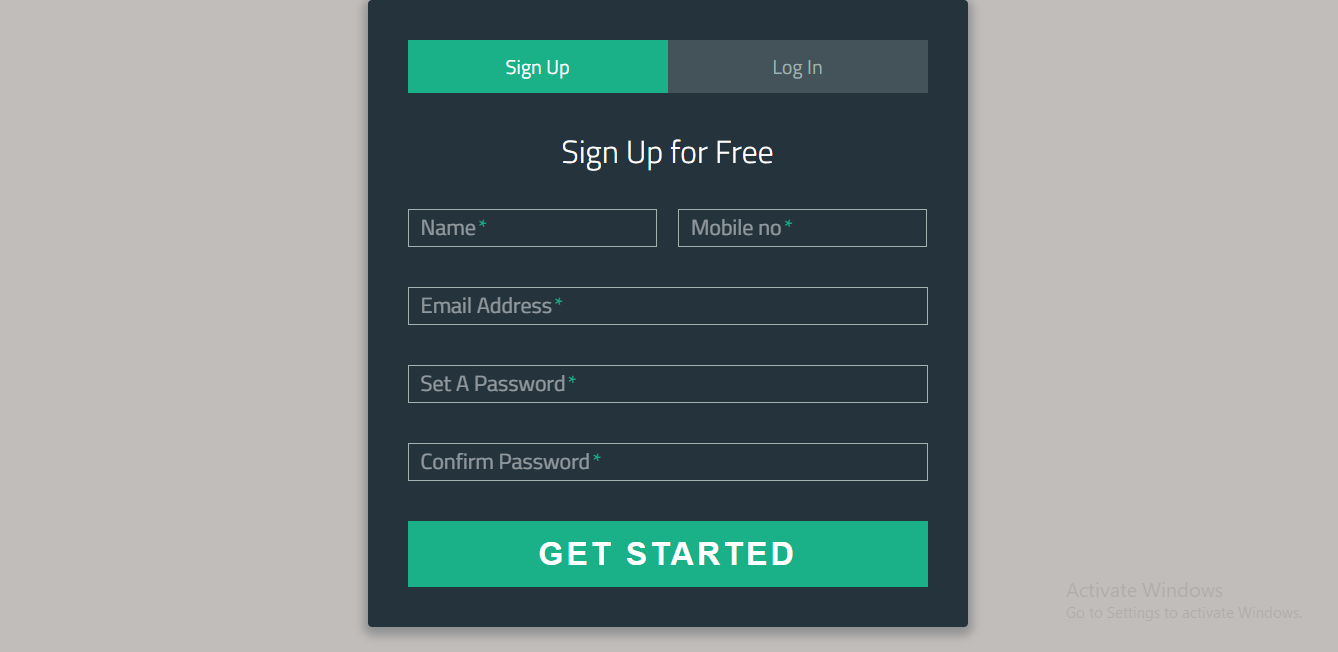 Sign Up
Log In
Sign Up for Free
Name*
Mobile no*
Email Address*
Set A Password*
Confirm Password*
GET STARTED
Activate Windows
Go to Settings to activate Windows.